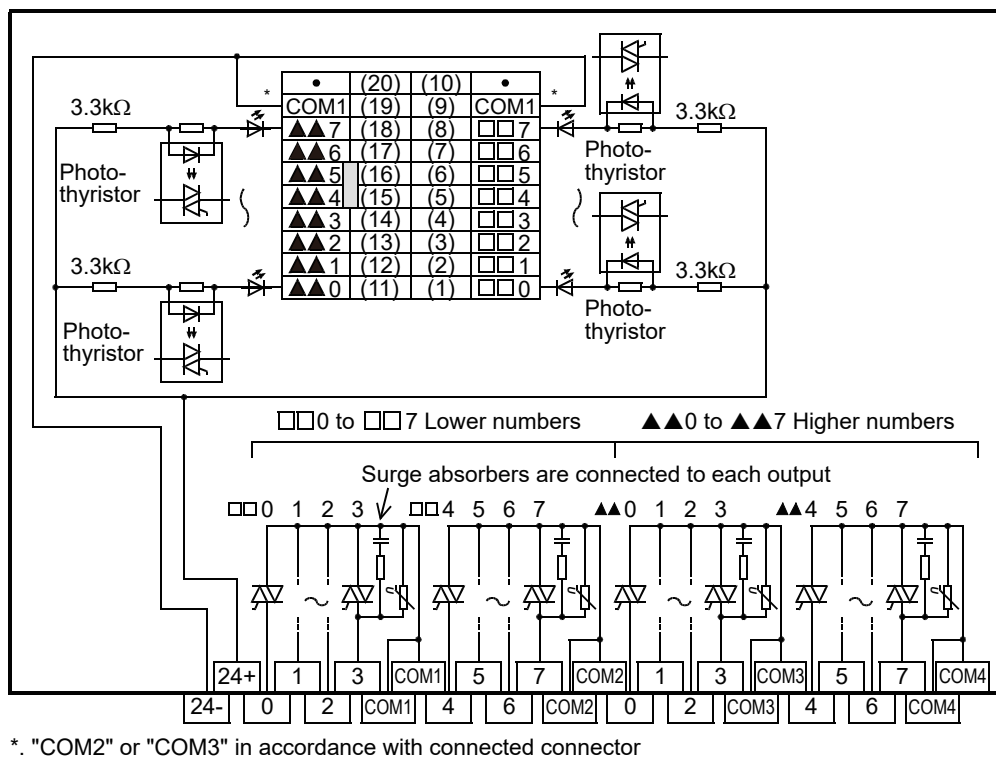 • (20) (10) •
* COM1 (19) (9) COM1 *
3.3kΩ ▲▲7 (18) (8) □□7 3.3kΩ
▲▲6 (17) (7) □□6
▲▲5 (16) (6) □□5
▲▲4 (15) (5) □□4
▲▲3 (14) (4) □□3
▲▲2 (13) (3) □□2
▲▲1 (12) (2) □□1
3.3kΩ ▲▲0 (11) (1) □□0 3.3kΩ
Photo-
thyristor
Photo-
thyristor
Photo-
thyristor
Photo-
thyristor
□□0 to □□7 Lower numbers ▲▲0 to ▲▲7 Higher numbers
Surge absorbers are connected to each output
□□0 1 2 3 □□4 5 6 7 ▲▲0 1 2 3 ▲▲4 5 6 7
u u u u
24+ 1 3 COM1 5 7 COM2 1 3 COM3 5 7 COM4
24- 0 2 COM1 4 6 COM2 0 2 COM3 4 6 COM4
*. "COM2" or "COM3" in accordance with connected connector